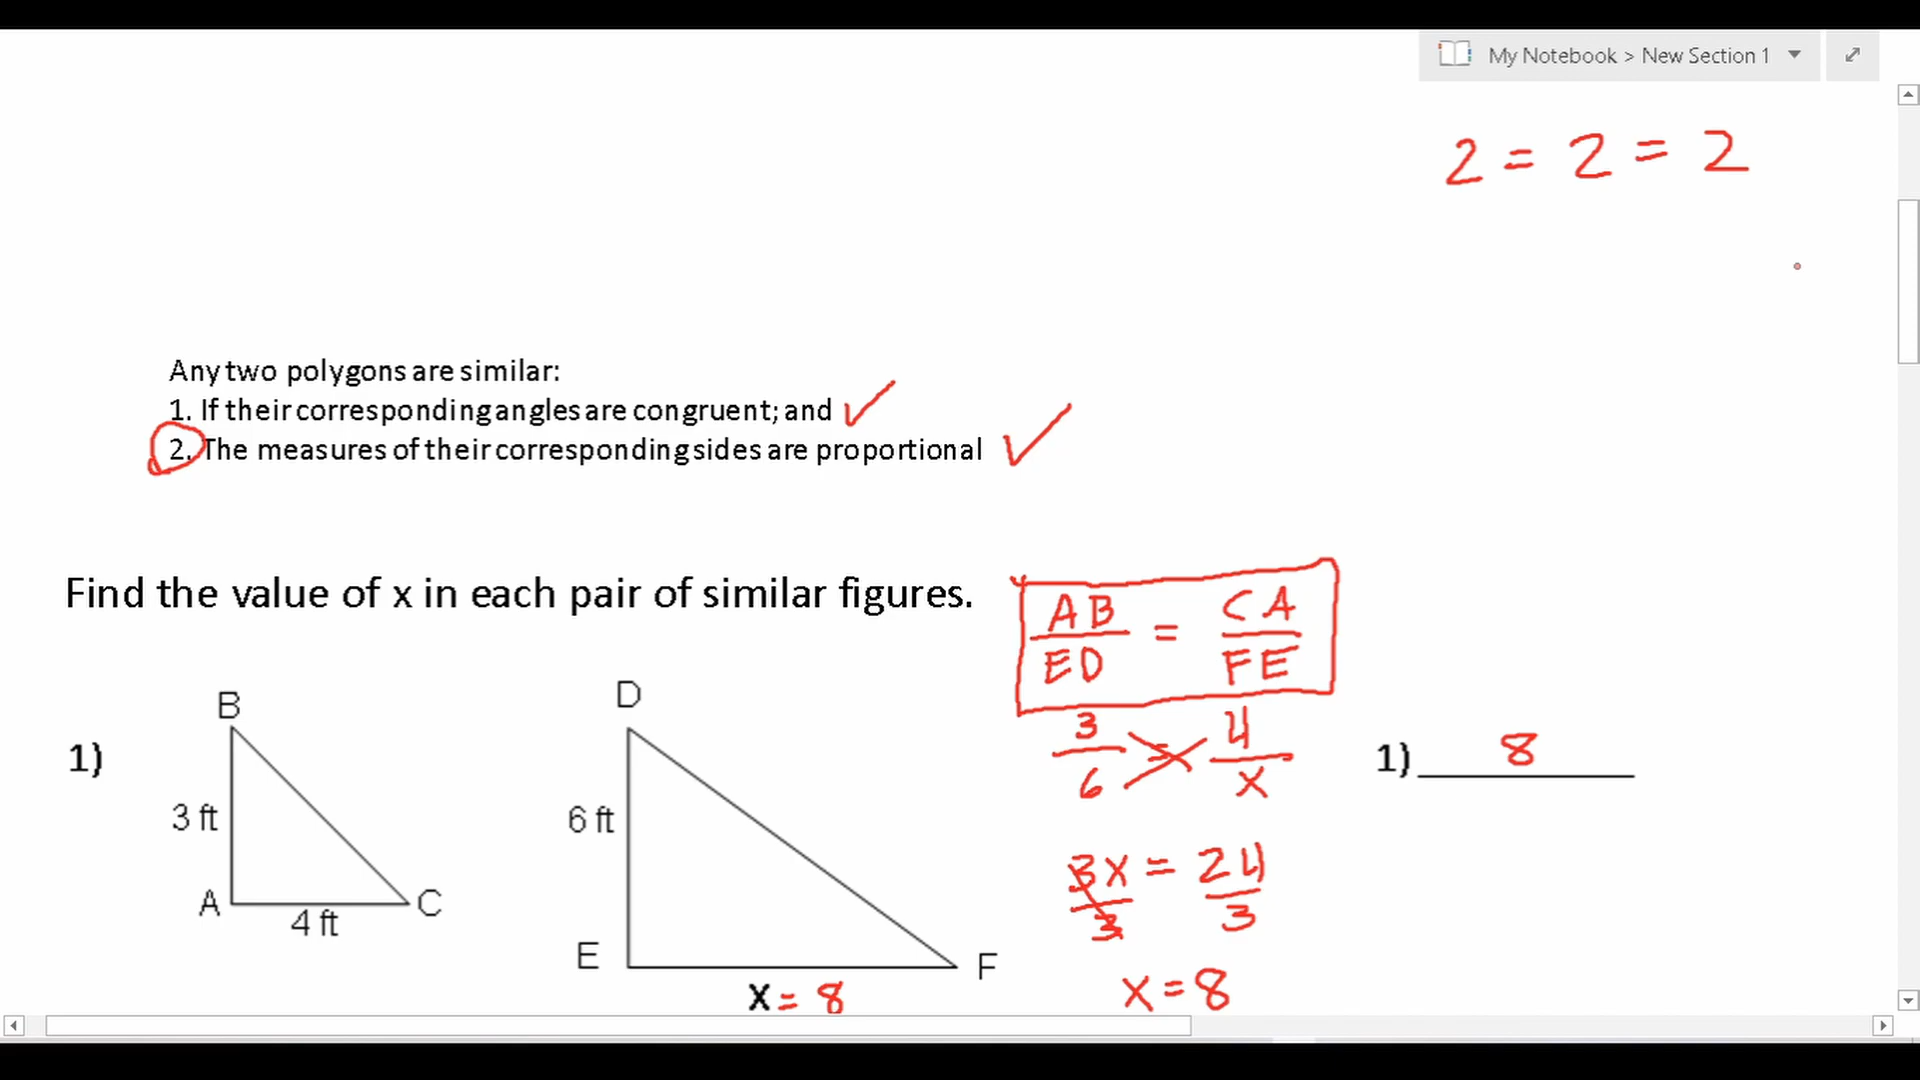 My Notebook > New Section 1
2 = 2 = 2
Any two polygons are similar:
1. If their corresponding angles are congruent; and
2. The measures of their corresponding sides are proportional
Find the value of x in each pair of similar figures.
AB/ED = CA/FE
1)
B
3 ft
A
4 ft
C
D
6 ft
E
F
x = 8
3/6 = 4/x
3x/3 = 24/3
x = 8
1) 8